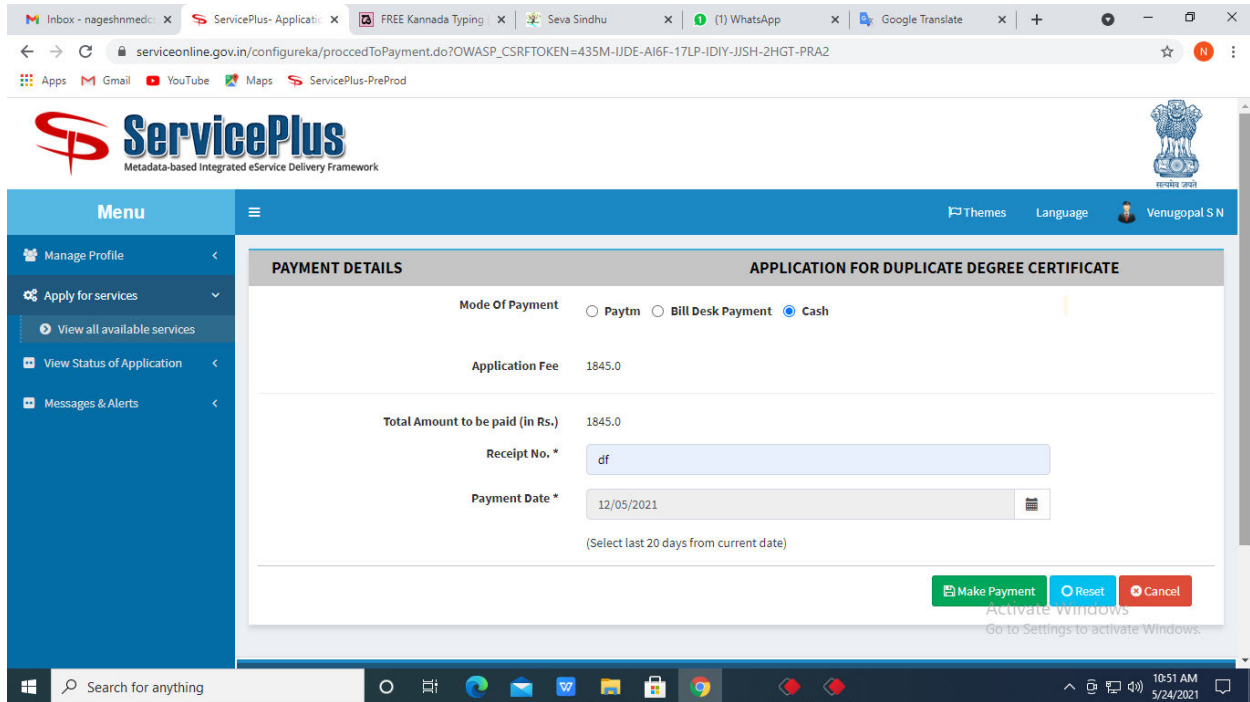 Inbox - nageshnmedc
ServicePlus- Applicatic
FREE Kannada Typing
Seva Sindhu
(1) WhatsApp
Google Translate
serviceonline.gov.in/configureka/proccedToPayment.do?OWASP_CSRFTOKEN=435M-IJDE-AI6F-17LP-IDIY-JJSH-2HGT-PRA2
N
Apps Gmail YouTube Maps ServicePlus-PreProd
ServicePlus
Metadata-based Integrated eService Delivery Framework
सत्यमेव जयते
Menu
Themes Language Venugopal S N
Manage Profile
Apply for services
View all available services
View Status of Application
Messages & Alerts
PAYMENT DETAILS APPLICATION FOR DUPLICATE DEGREE CERTIFICATE
Mode Of Payment Paytm Bill Desk Payment Cash
Application Fee 1845.0
Total Amount to be paid (in Rs.) 1845.0
Receipt No. * df
Payment Date * 12/05/2021
(Select last 20 days from current date)
Make Payment Reset Cancel
Activate Windows
Go to Settings to activate Windows.
Search for anything
10:51 AM
5/24/2021